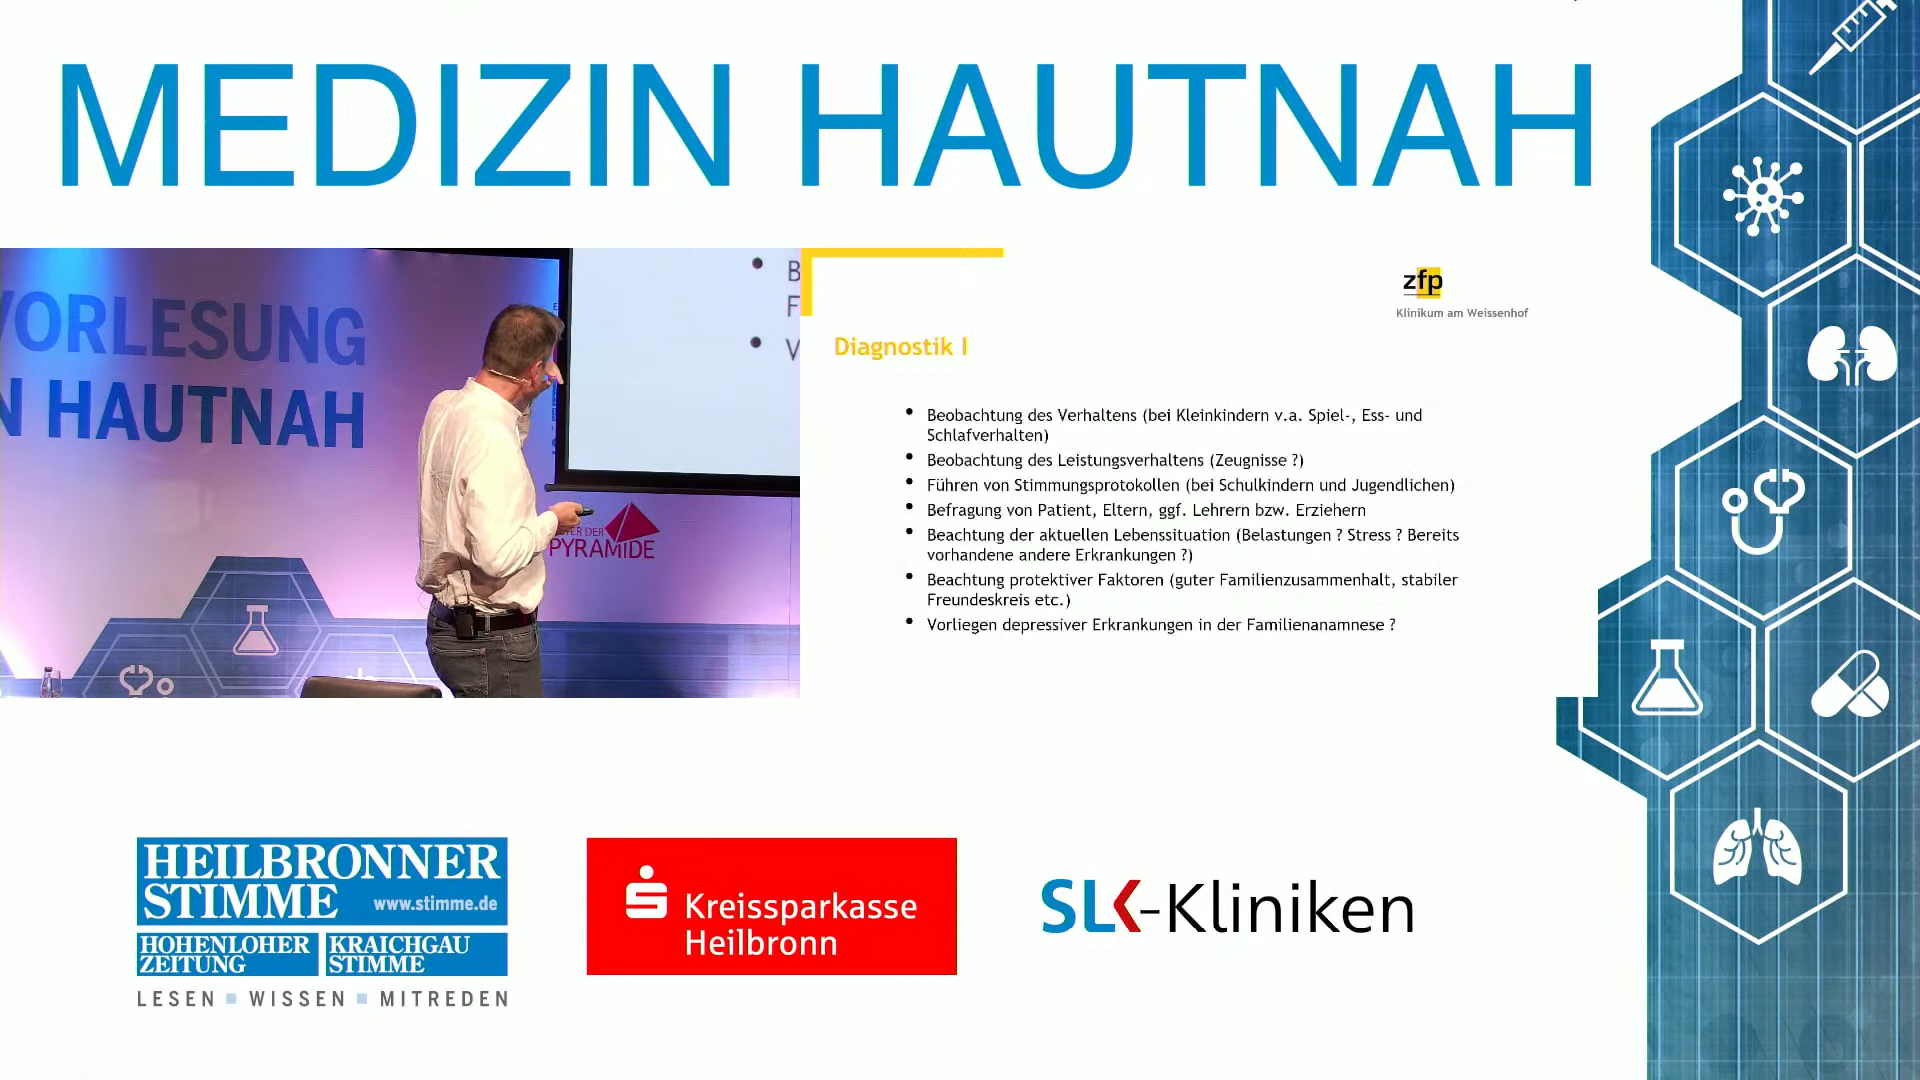 MEDIZIN HAUTNAH
VORLESUNG
N HAUTNAH
B
F
V
TER DER
PYRAMIDE
zfp
Klinikum am Weissenhof
Diagnostik I
• Beobachtung des Verhaltens (bei Kleinkindern v.a. Spiel-, Ess- und
Schlafverhalten)
• Beobachtung des Leistungsverhaltens (Zeugnisse ?)
• Führen von Stimmungsprotokollen (bei Schulkindern und Jugendlichen)
• Befragung von Patient, Eltern, ggf. Lehrern bzw. Erziehern
• Beachtung der aktuellen Lebenssituation (Belastungen ? Stress ? Bereits
vorhandene andere Erkrankungen ?)
• Beachtung protektiver Faktoren (guter Familienzusammenhalt, stabiler
Freundeskreis etc.)
• Vorliegen depressiver Erkrankungen in der Familienanamnese ?
HEILBRONNER
STIMME www.stimme.de
HOHENLOHER
ZEITUNG
KRAICHGAU
STIMME
LESEN WISSEN MITREDEN
Kreissparkasse
Heilbronn
SLK-Kliniken